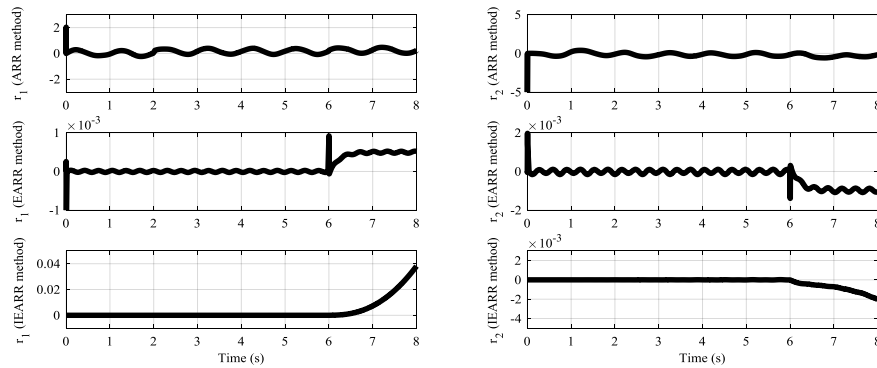 r1 (ARR method)
2
0
-2
0 1 2 3 4 5 6 7 8
r2 (ARR method)
5
0
-5
0 1 2 3 4 5 6 7 8
×10-3
r1 (EARR method)
1
0
-1
0 1 2 3 4 5 6 7 8
×10-3
r2 (EARR method)
2
0
-2
0 1 2 3 4 5 6 7 8
r1 (IEARR method)
0.04
0.02
0
0 1 2 3 4 5 6 7 8
Time (s)
×10-3
r2 (IEARR method)
2
0
-2
-4
0 1 2 3 4 5 6 7 8
Time (s)